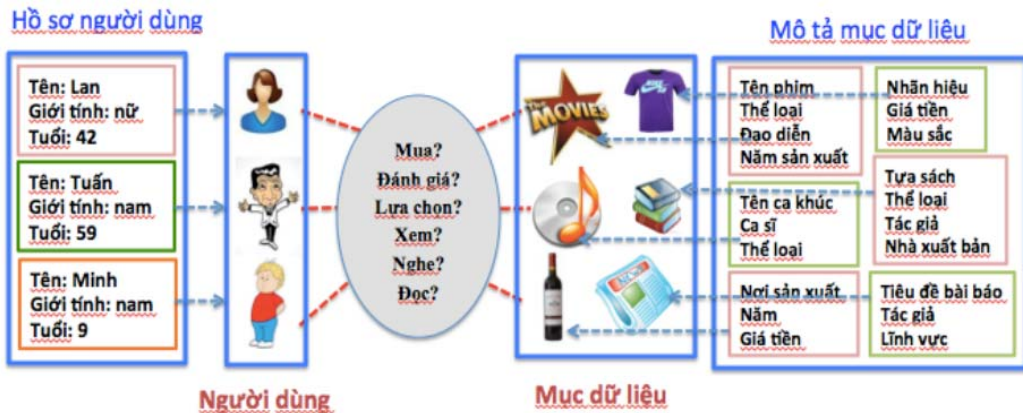 Hồ sơ người dùng
Tên: Lan
Giới tính: nữ
Tuổi: 42
Tên: Tuấn
Giới tính: nam
Tuổi: 59
Tên: Minh
Giới tính: nam
Tuổi: 9
Người dùng
Mua?
Đánh giá?
Lựa chọn?
Xem?
Nghe?
Đọc?
The
MOVIES
NIKE
NEWS
Mục dữ liệu
Mô tả mục dữ liệu
Tên phim
Thể loại
Đạo diễn
Năm sản xuất
Nhãn hiệu
Giá tiền
Màu sắc
Tên ca khúc
Ca sĩ
Thể loại
Tựa sách
Thể loại
Tác giả
Nhà xuất bản
Nơi sản xuất
Năm
Giá tiền
Tiêu đề bài báo
Tác giả
Lĩnh vực